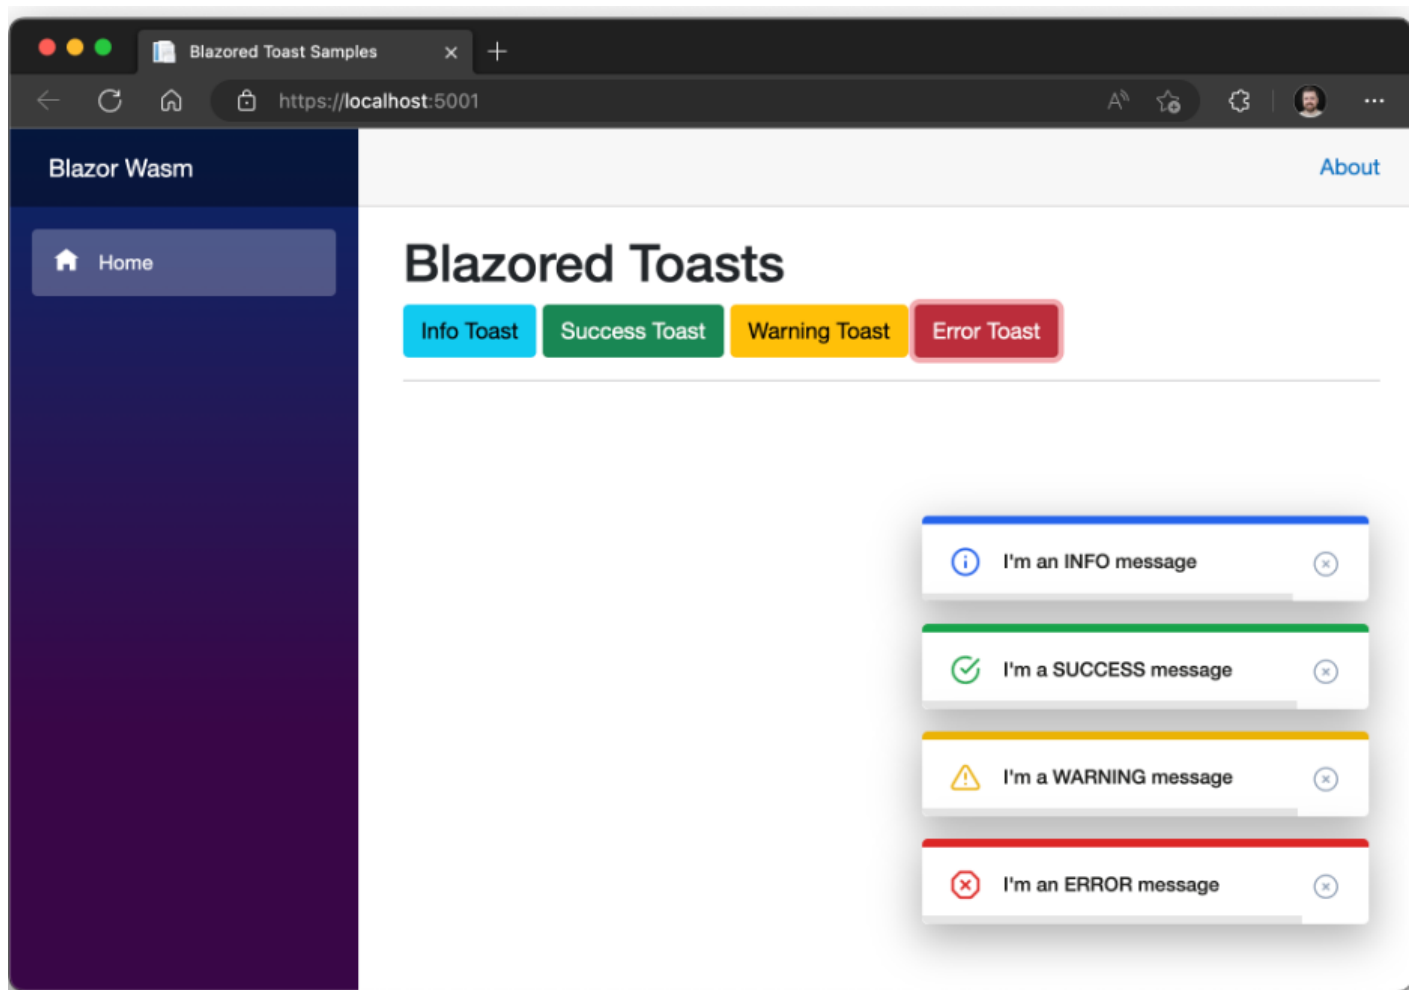 Blazored Toast Samples
https://localhost:5001
Blazor Wasm
About
Home
Blazored Toasts
Info Toast
Success Toast
Warning Toast
Error Toast
I'm an INFO message
I'm a SUCCESS message
I'm a WARNING message
I'm an ERROR message